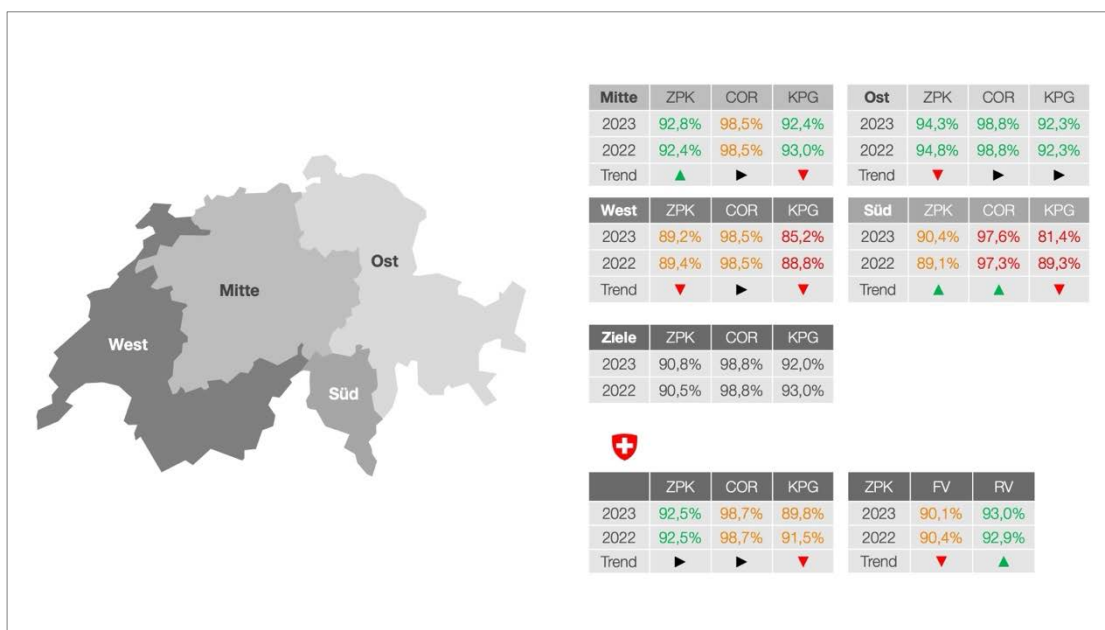 Mitte ZPK COR KPG
2023 92,8% 98,5% 92,4%
2022 92,4% 98,5% 93,0%
Trend ▲ ► ▼
Ost ZPK COR KPG
2023 94,3% 98,8% 92,3%
2022 94,8% 98,8% 92,3%
Trend ▼ ► ►
West ZPK COR KPG
2023 89,2% 98,5% 85,2%
2022 89,4% 98,5% 88,8%
Trend ▼ ► ▼
Süd ZPK COR KPG
2023 90,4% 97,6% 81,4%
2022 89,1% 97,3% 89,3%
Trend ▲ ▲ ▼
Ziele ZPK COR KPG
2023 90,8% 98,8% 92,0%
2022 90,5% 98,8% 93,0%
ZPK COR KPG
2023 92,5% 98,7% 89,8%
2022 92,5% 98,7% 91,5%
Trend ► ► ▼
ZPK FV RV
2023 90,1% 93,0%
2022 90,4% 92,9%
Trend ▼ ▲
Ost
Mitte
West
Süd